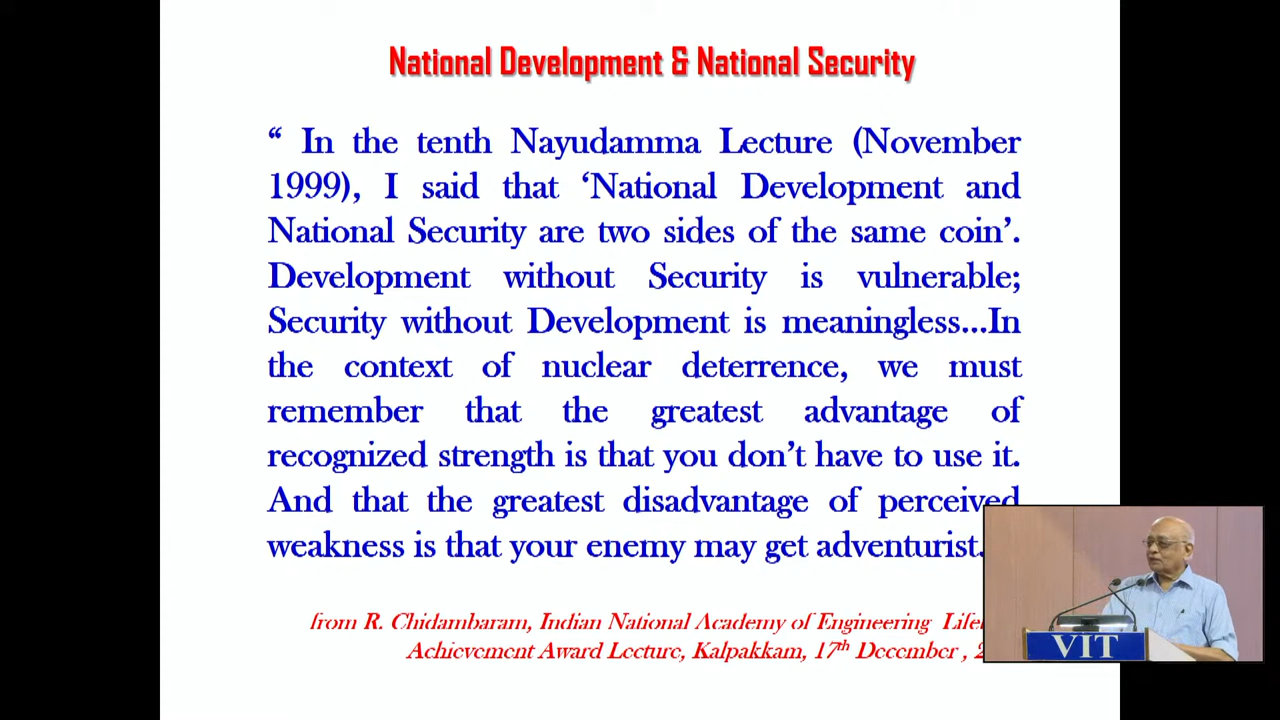 National Development & National Security
“ In the tenth Nayudamma Lecture (November
1999), I said that ‘National Development and
National Security are two sides of the same coin’.
Development without Security is vulnerable;
Security without Development is meaningless...In
the context of nuclear deterrence, we must
remember that the greatest advantage of
recognized strength is that you don’t have to use it.
And that the greatest disadvantage of perceived
weakness is that your enemy may get adventurist.
from R. Chidambaram, Indian National Academy of Engineering
Achievement Award Lecture, Kalpakkam, 17th December ,
VIT